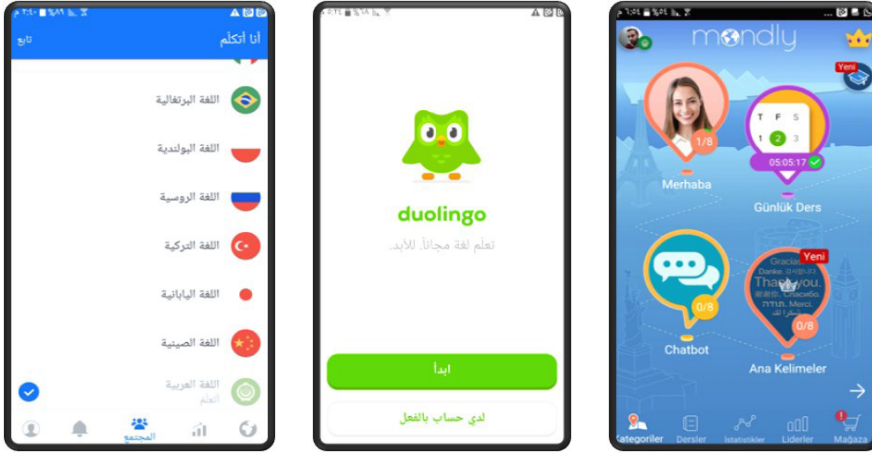 أنا أتكلم
تابع
اللغة البرتغالية
اللغة البولندية
اللغة الروسية
اللغة التركية
اللغة اليابانية
اللغة الصينية
اللغة العربية
أتعلم
المجتمع
duolingo
تعلّم لغة مجاناً. للأبد.
ابدأ
لدي حساب بالفعل
mondly
Yeni
T F S
1 2 3
1/8
05:05:17
Merhaba
Günlük Ders
Yeni
Gracias
Danke.
Thank you.
Спасибо.
Merci.
0/8
0/8
Chatbot
Ana Kelimeler
Kategoriler Dersler İstatistikler Liderler Mağaza